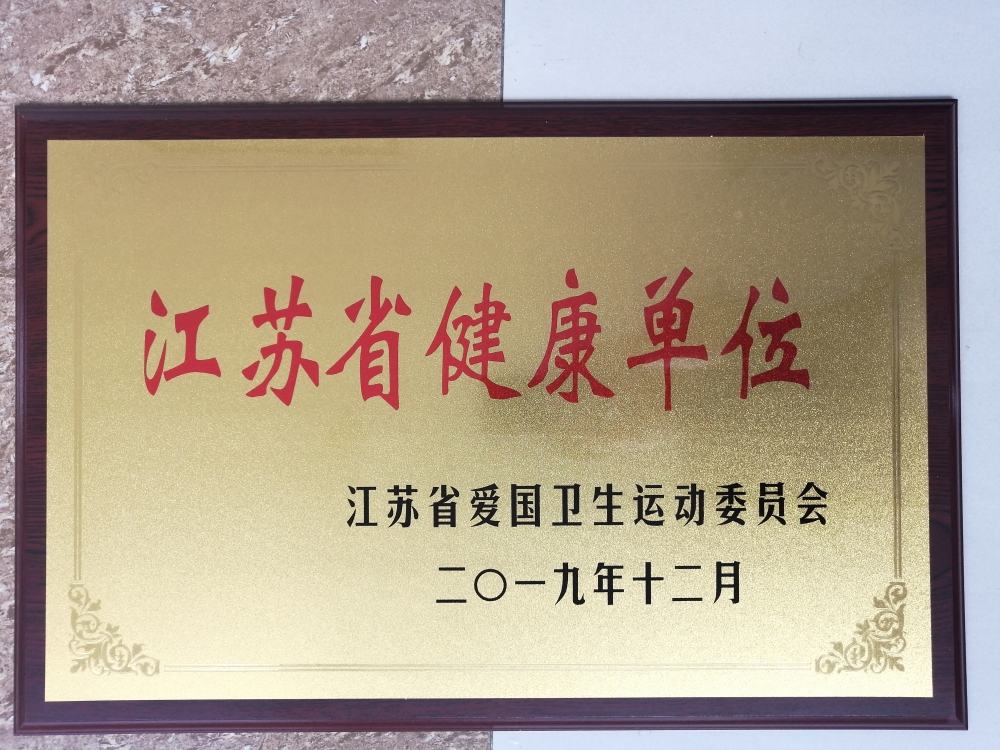 江苏省健康单位
江苏省爱国卫生运动委员会
二〇一九年十二月